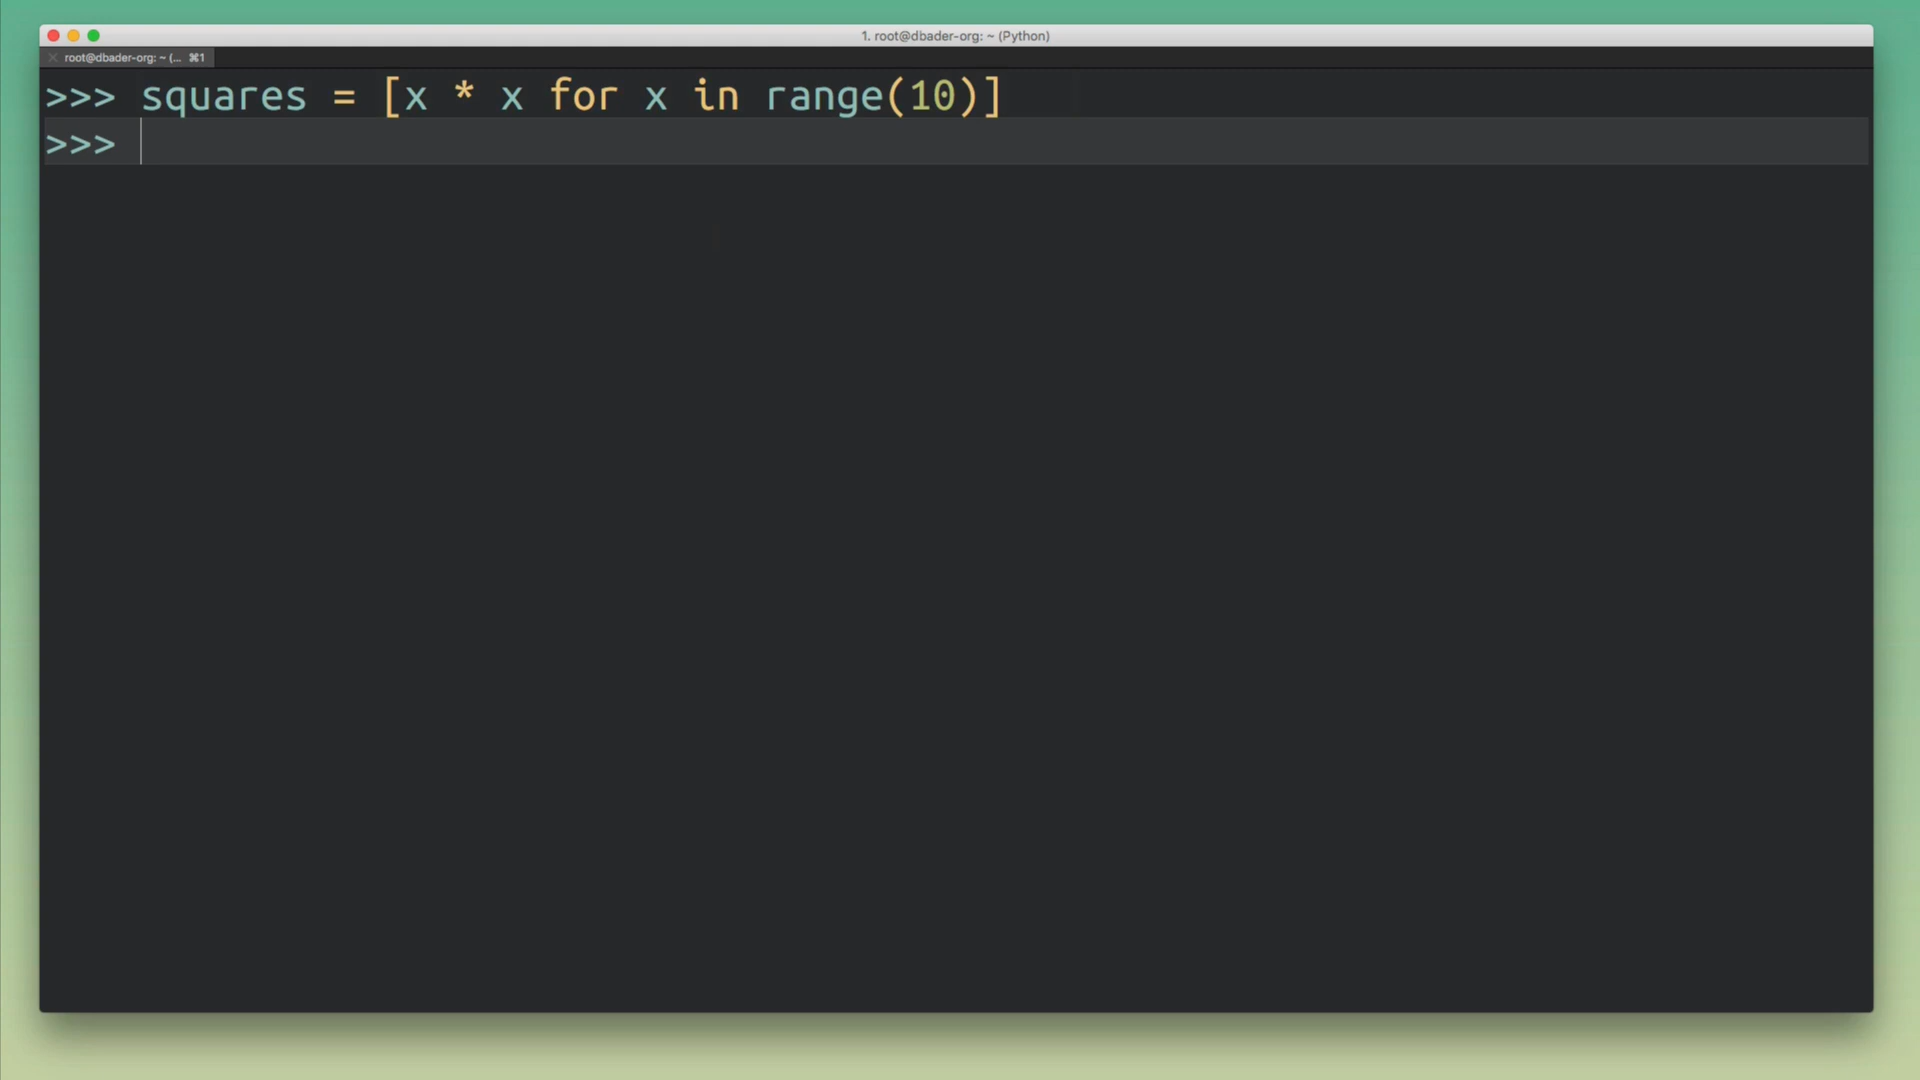 1. root@dbader-org: ~ (Python)
root@dbader-org: ~ (... ⌘1
>>> squares = [x * x for x in range(10)]
>>>